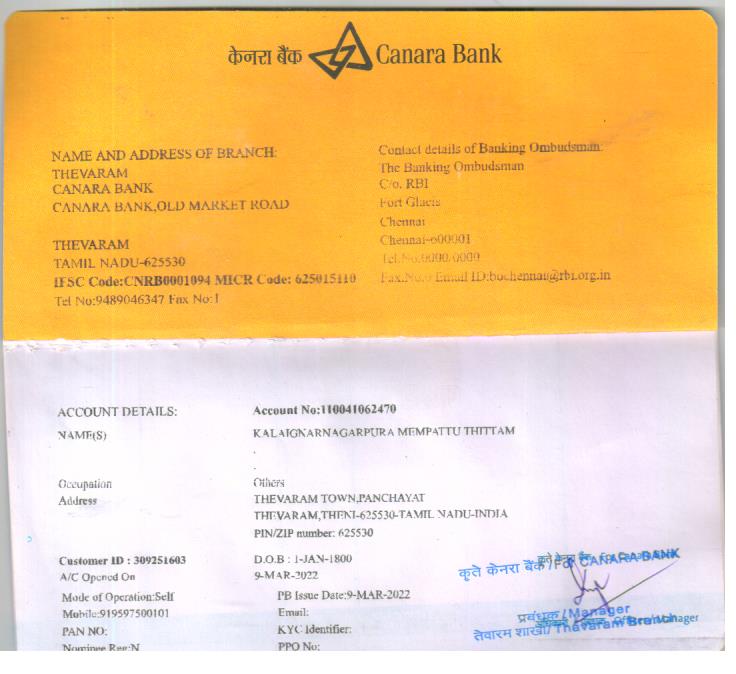 केनरा बैंक Canara Bank
NAME AND ADDRESS OF BRANCH:
THEVARAM
CANARA BANK
CANARA BANK,OLD MARKET ROAD
THEVARAM
TAMIL NADU-625530
IFSC Code:CNRB0001094 MICR Code: 625015110
Tel No:9489046347 Fax No:1
Contact details of Banking Ombudsman:
The Banking Ombudsman
C/o. RBI
Fort Glacis
Chennai
Chennai-600001
Tel.No.0000/0000
Fax.No.0 Email ID:bochennai@rbi.org.in
ACCOUNT DETAILS: Account No:110041062470
NAME(S) KALAIGNARNAGARPURA MEMPATTU THITTAM
.
.
Occupation Others
Address THEVARAM TOWN,PANCHAYAT
THEVARAM,THENI-625530-TAMIL NADU-INDIA
PIN/ZIP number: 625530
Customer ID : 309251603 D.O.B : 1-JAN-1800
A/C Opened On 9-MAR-2022
Mode of Operation:Self PB Issue Date:9-MAR-2022
Mobile:919597500101 Email:
PAN NO: KYC Identifier:
Nominee Reg:N PPO No:
कृते केनरा बैंक / For CANARA BANK
प्रबंधक / Manager
तेवारम शाखा / Thevaram Branch